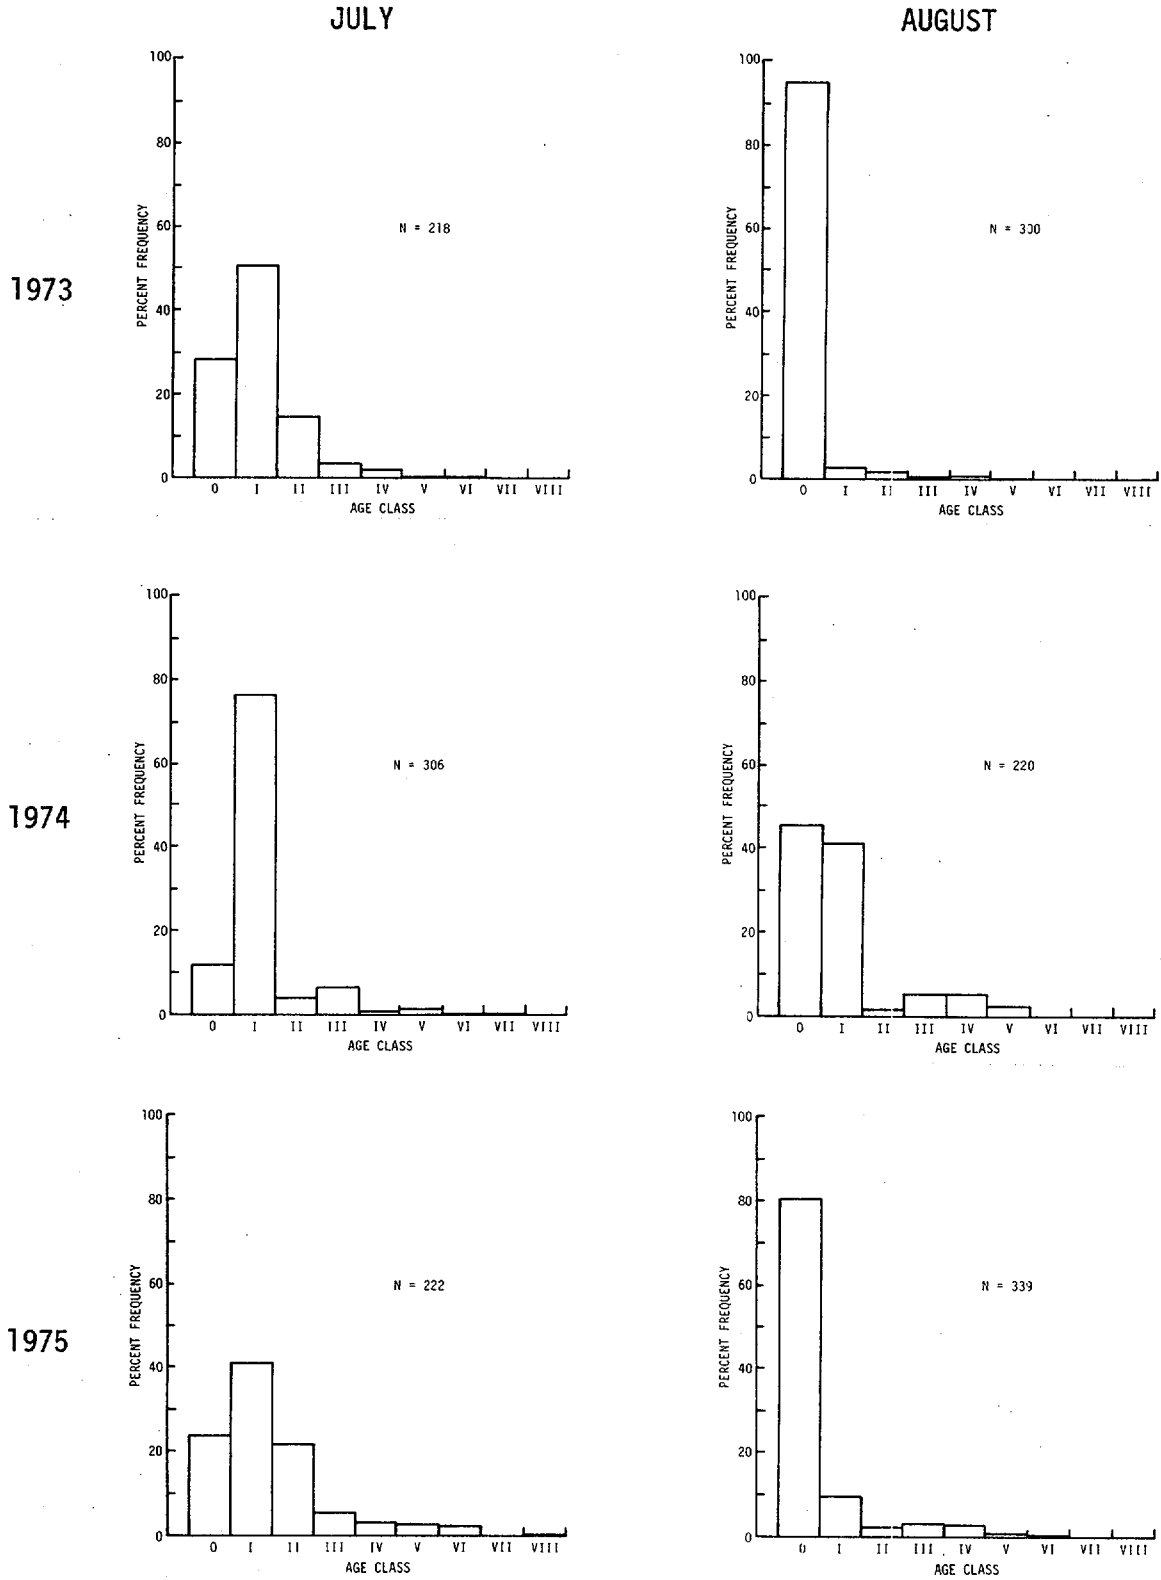 JULY
AUGUST
1973
100
80
60
40
20
0
PERCENT FREQUENCY
N = 218
0 I II III IV V VI VII VIII
AGE CLASS
100
80
60
40
20
0
PERCENT FREQUENCY
N = 300
0 I II III IV V VI VII VIII
AGE CLASS
1974
100
80
60
40
20
0
PERCENT FREQUENCY
N = 306
0 I II III IV V VI VII VIII
AGE CLASS
100
80
60
40
20
0
PERCENT FREQUENCY
N = 220
0 I II III IV V VI VII VIII
AGE CLASS
1975
100
80
60
40
20
0
PERCENT FREQUENCY
N = 222
0 I II III IV V VI VII VIII
AGE CLASS
100
80
60
40
20
0
PERCENT FREQUENCY
N = 339
0 I II III IV V VI VII VIII
AGE CLASS